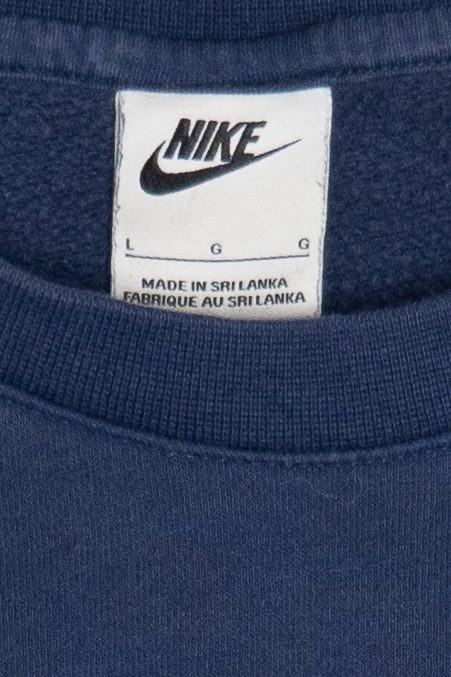 NIKE
L G G
MADE IN SRI LANKA
FABRIQUE AU SRI LANKA